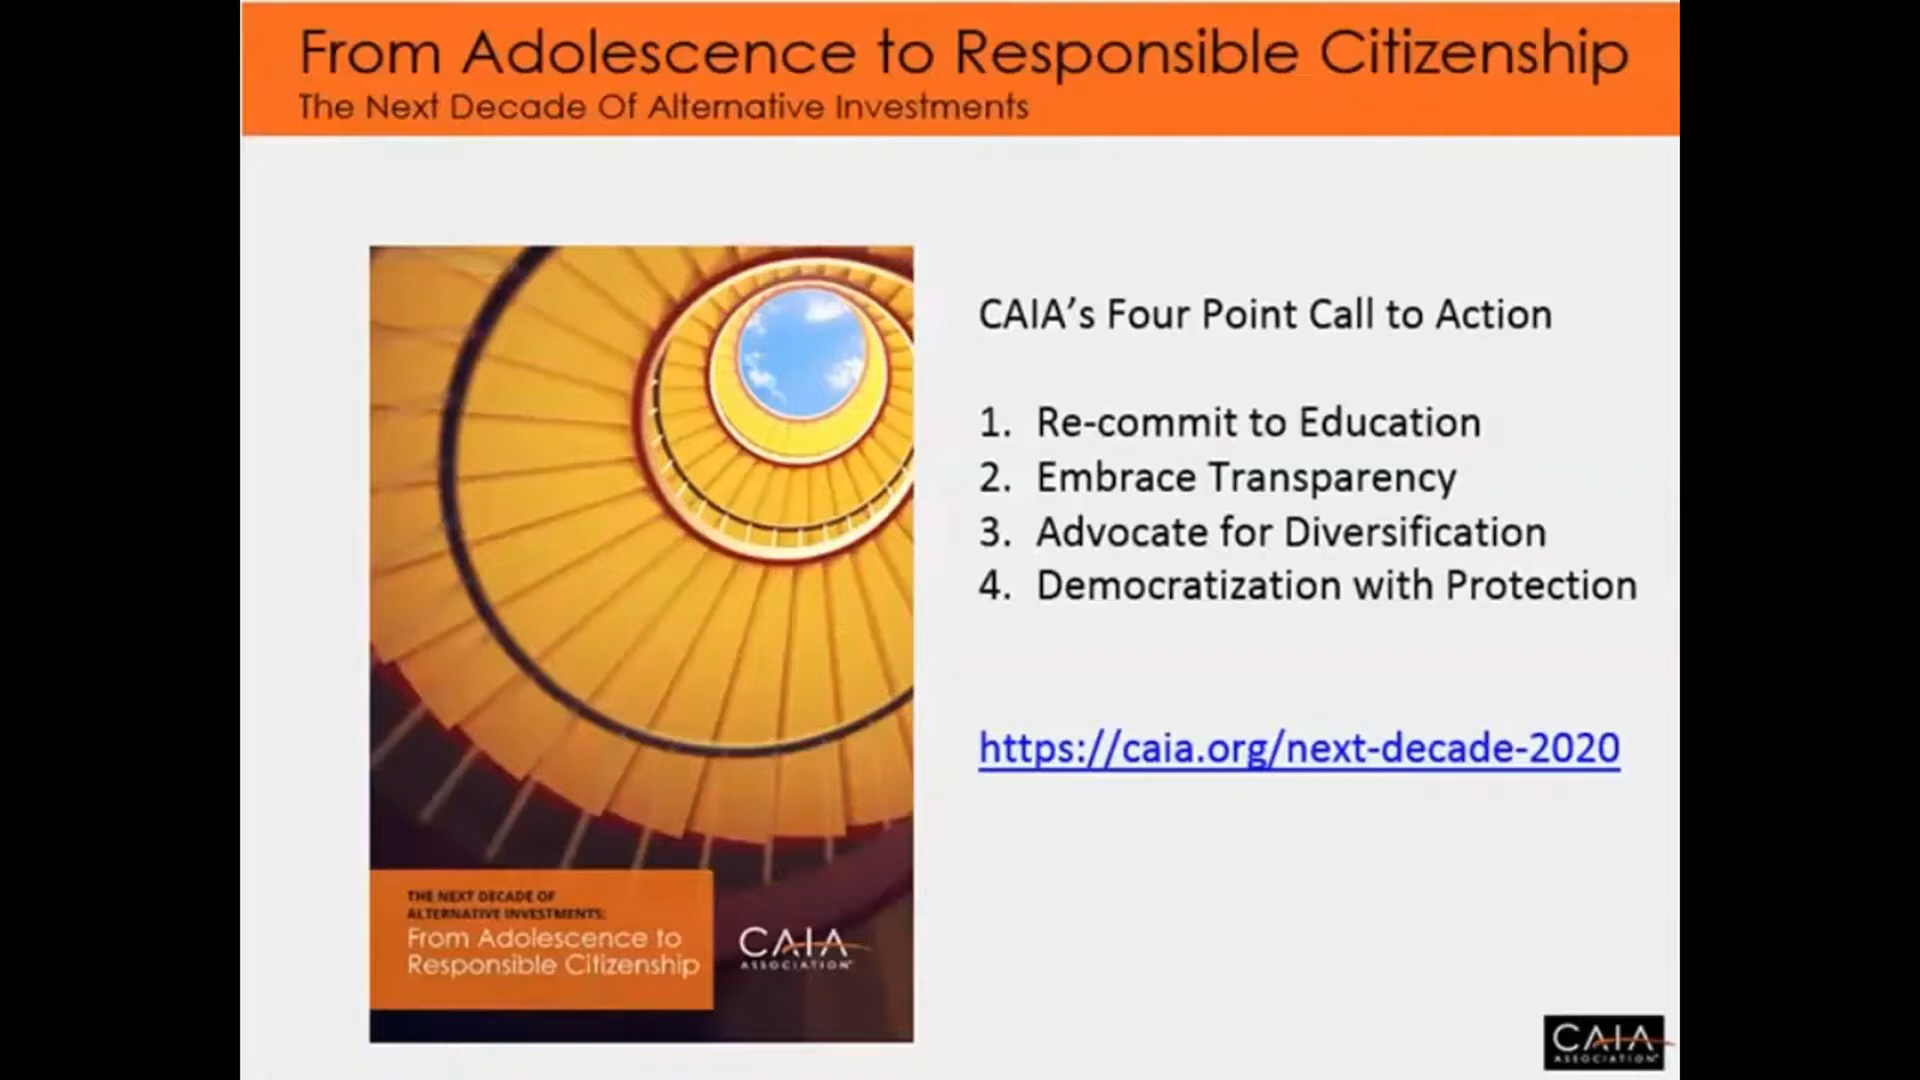 From Adolescence to Responsible Citizenship
The Next Decade Of Alternative Investments
CAIA's Four Point Call to Action
1. Re-commit to Education
2. Embrace Transparency
3. Advocate for Diversification
4. Democratization with Protection
https://caia.org/next-decade-2020
THE NEXT DECADE OF
ALTERNATIVE INVESTMENTS:
From Adolescence to
Responsible Citizenship
CAIA
ASSOCIATION
CAIA
ASSOCIATION